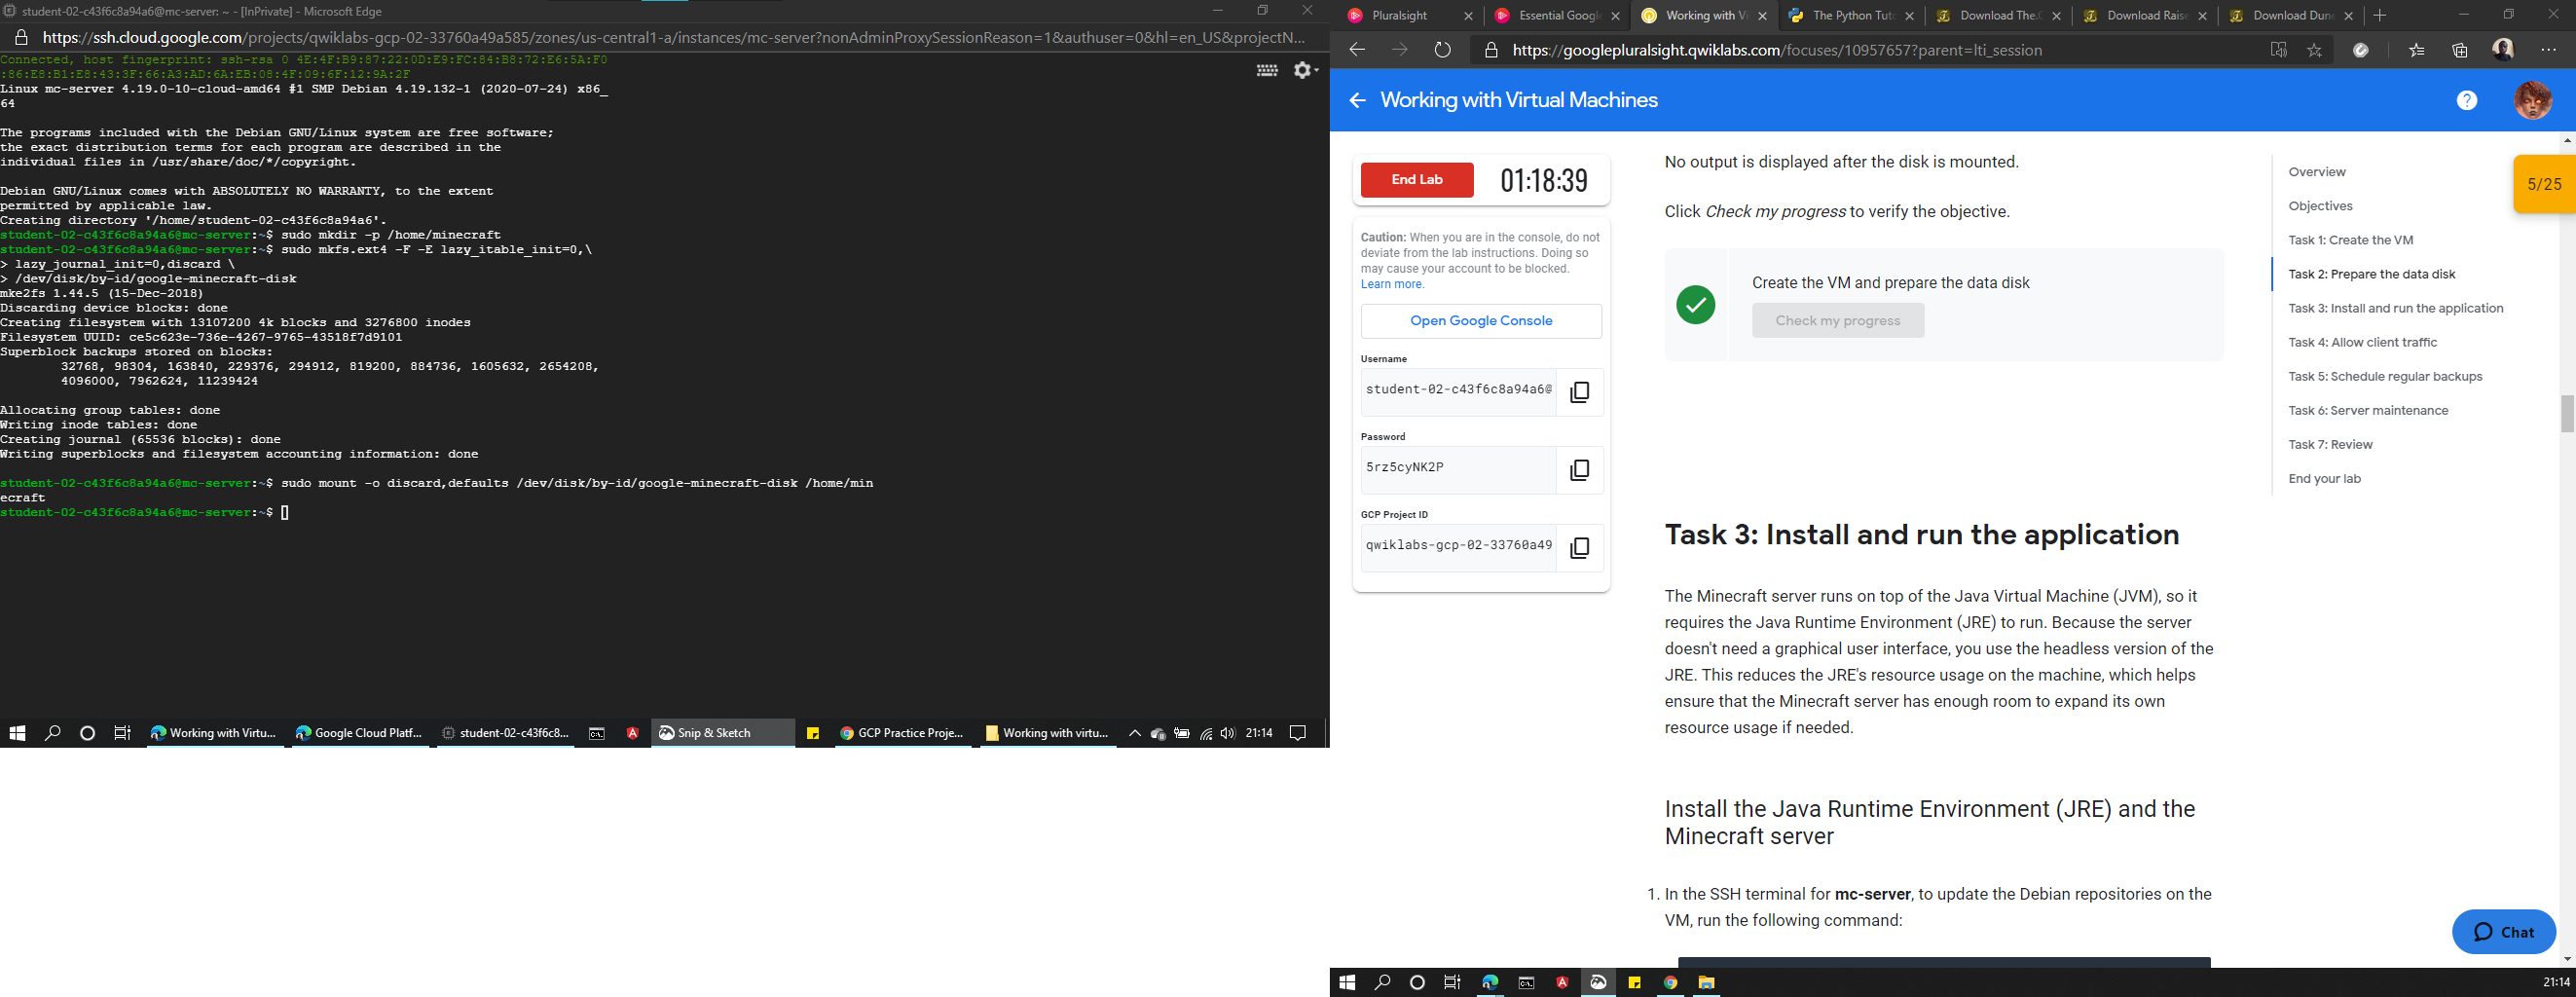 student-02-c43f6c8a94a6@mc-server: ~ - [InPrivate] - Microsoft Edge
https://ssh.cloud.google.com/projects/qwiklabs-gcp-02-33760a49a585/zones/us-central1-a/instances/mc-server?nonAdminProxySessionReason=1&authuser=0&hl=en_US&projectN...
Connected, host fingerprint: ssh-rsa 0 4E:4F:B9:87:22:0D:E9:FC:84:B8:72:E6:5A:F0
:86:E8:B1:E8:43:3F:66:A3:AD:6A:EB:08:4F:09:6F:12:9A:2F
Linux mc-server 4.19.0-10-cloud-amd64 #1 SMP Debian 4.19.132-1 (2020-07-24) x86_
64
The programs included with the Debian GNU/Linux system are free software;
the exact distribution terms for each program are described in the
individual files in /usr/share/doc/*/copyright.
Debian GNU/Linux comes with ABSOLUTELY NO WARRANTY, to the extent
permitted by applicable law.
Creating directory '/home/student-02-c43f6c8a94a6'.
student-02-c43f6c8a94a6@mc-server:~$ sudo mkdir -p /home/minecraft
student-02-c43f6c8a94a6@mc-server:~$ sudo mkfs.ext4 -F -E lazy_itable_init=0,\
> lazy_journal_init=0,discard \
> /dev/disk/by-id/google-minecraft-disk
mke2fs 1.44.5 (15-Dec-2018)
Discarding device blocks: done
Creating filesystem with 13107200 4k blocks and 3276800 inodes
Filesystem UUID: ce5c623e-736e-4267-9765-43518f7d9101
Superblock backups stored on blocks:
32768, 98304, 163840, 229376, 294912, 819200, 884736, 1605632, 2654208,
4096000, 7962624, 11239424
Allocating group tables: done
Writing inode tables: done
Creating journal (65536 blocks): done
Writing superblocks and filesystem accounting information: done
student-02-c43f6c8a94a6@mc-server:~$ sudo mount -o discard,defaults /dev/disk/by-id/google-minecraft-disk /home/min
ecraft
student-02-c43f6c8a94a6@mc-server:~$
Working with Virtu...
Google Cloud Platf...
student-02-c43f6c8...
Snip & Sketch
GCP Practice Proje...
Working with virtu...
21:14
Pluralsight
Essential Google
Working with Vi
The Python Tuto
Download The.C
Download Raise
Download Dune
https://googlepluralsight.qwiklabs.com/focuses/10957657?parent=lti_session
Working with Virtual Machines
?
End Lab
01:18:39
Caution: When you are in the console, do not
deviate from the lab instructions. Doing so
may cause your account to be blocked.
Learn more.
Open Google Console
Username
student-02-c43f6c8a94a6@
Password
5rz5cyNK2P
GCP Project ID
qwiklabs-gcp-02-33760a49
No output is displayed after the disk is mounted.
Click Check my progress to verify the objective.
Create the VM and prepare the data disk
Check my progress
Task 3: Install and run the application
The Minecraft server runs on top of the Java Virtual Machine (JVM), so it
requires the Java Runtime Environment (JRE) to run. Because the server
doesn't need a graphical user interface, you use the headless version of the
JRE. This reduces the JRE's resource usage on the machine, which helps
ensure that the Minecraft server has enough room to expand its own
resource usage if needed.
Install the Java Runtime Environment (JRE) and the
Minecraft server
1. In the SSH terminal for mc-server, to update the Debian repositories on the
VM, run the following command:
Overview
Objectives
Task 1: Create the VM
Task 2: Prepare the data disk
Task 3: Install and run the application
Task 4: Allow client traffic
Task 5: Schedule regular backups
Task 6: Server maintenance
Task 7: Review
End your lab
5/25
Chat
21:14